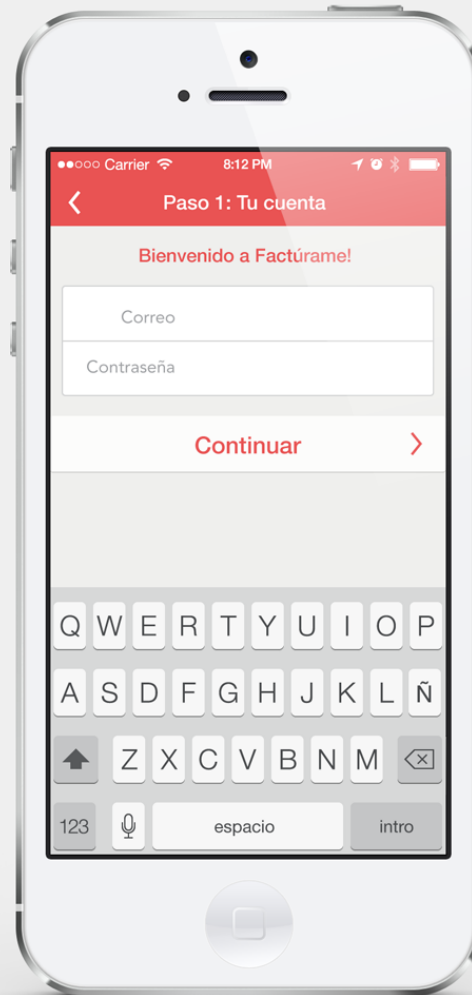 Carrier 8:12 PM
Paso 1: Tu cuenta
Bienvenido a Factúrame!
Correo
Contraseña
Continuar
Q W E R T Y U I O P
A S D F G H J K L Ñ
Z X C V B N M
123 espacio intro